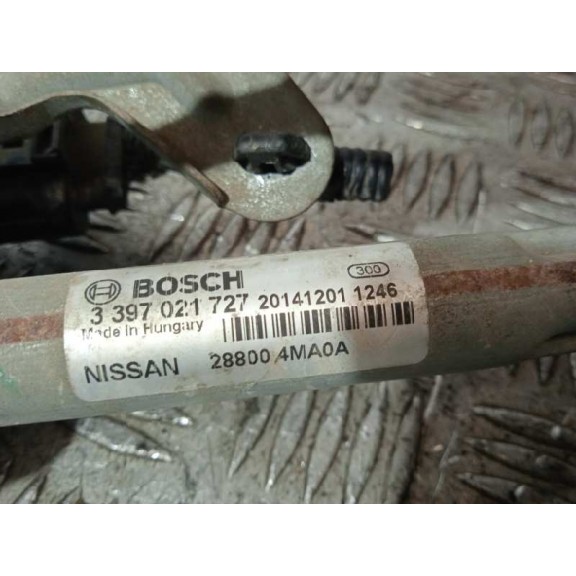 BOSCH 300
3 397 021 727 20141201 1246
Made in Hungary
NISSAN 28800 4MA0A